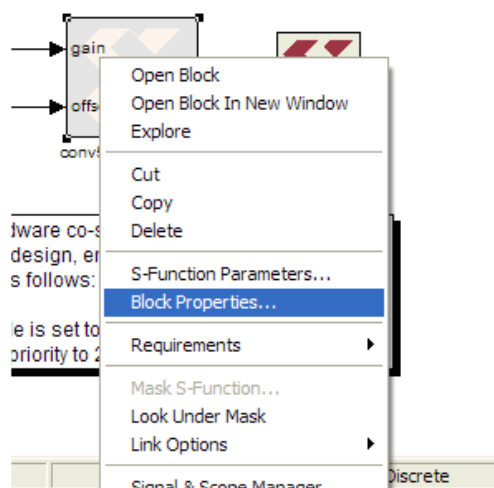 gain
Open Block
Open Block In New Window
Explore
Cut
Copy
Delete
S-Function Parameters...
Block Properties...
Requirements
Mask S-Function...
Look Under Mask
Link Options
Signal & Scope Manager
offs
conv5
dware co-s
design, en
s follows:
le is set to
priority to 2
Discrete